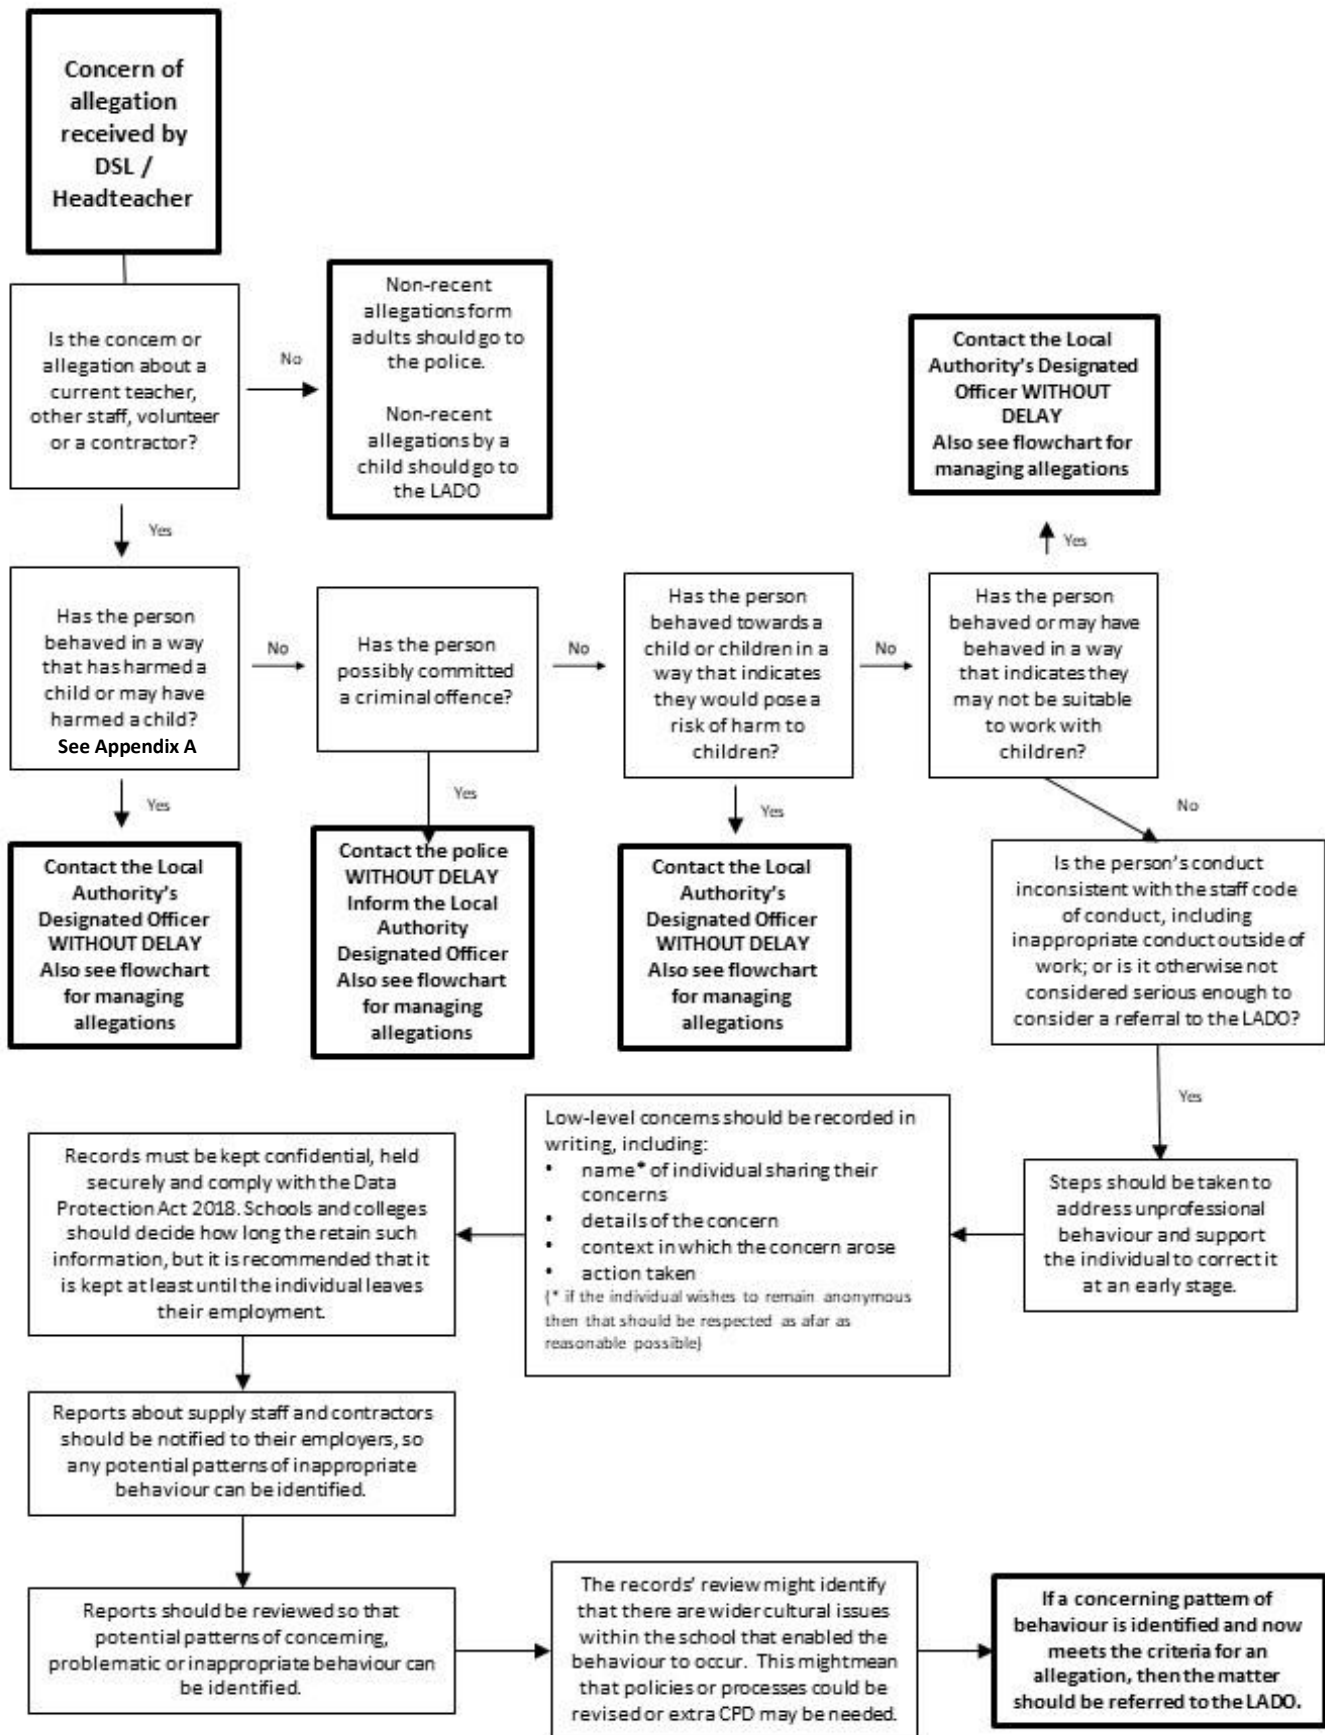 Concern of
allegation
received by
DSL /
Headteacher
Is the concern or
allegation about a
current teacher,
other staff, volunteer
or a contractor?
No
Non-recent
allegations form
adults should go to
the police.
Non-recent
allegations by a
child should go to
the LADO
Contact the Local
Authority's Designated
Officer WITHOUT
DELAY
Also see flowchart for
managing allegations
Yes
Yes
Has the person
behaved in a way
that has harmed a
child or may have
harmed a child?
See Appendix A
No
Has the person
possibly committed
a criminal offence?
No
Has the person
behaved towards a
child or children in a
way that indicates
they would pose a
risk of harm to
children?
No
Has the person
behaved or may have
behaved in a way
that indicates they
may not be suitable
to work with
children?
Yes
Yes
Yes
No
Contact the Local
Authority's
Designated Officer
WITHOUT DELAY
Also see flowchart
for managing
allegations
Contact the police
WITHOUT DELAY
Inform the Local
Authority
Designated Officer
Also see flowchart
for managing
allegations
Contact the Local
Authority's
Designated Officer
WITHOUT DELAY
Also see flowchart
for managing
allegations
Is the person's conduct
inconsistent with the staff code
of conduct, including
inappropriate conduct outside of
work; or is it otherwise not
considered serious enough to
consider a referral to the LADO?
Yes
Steps should be taken to
address unprofessional
behaviour and support
the individual to correct it
at an early stage.
Low-level concerns should be recorded in
writing, including:
• name* of individual sharing their
concerns
• details of the concern
• context in which the concern arose
• action taken
(* if the individual wishes to remain anonymous
then that should be respected as afar as
reasonable possible)
Records must be kept confidential, held
securely and comply with the Data
Protection Act 2018. Schools and colleges
should decide how long the retain such
information, but it is recommended that it
is kept at least until the individual leaves
their employment.
Reports about supply staff and contractors
should be notified to their employers, so
any potential patterns of inappropriate
behaviour can be identified.
Reports should be reviewed so that
potential patterns of concerning,
problematic or inappropriate behaviour can
be identified.
The records' review might identify
that there are wider cultural issues
within the school that enabled the
behaviour to occur. This might mean
that policies or processes could be
revised or extra CPD may be needed.
If a concerning pattern of
behaviour is identified and now
meets the criteria for an
allegation, then the matter
should be referred to the LADO.